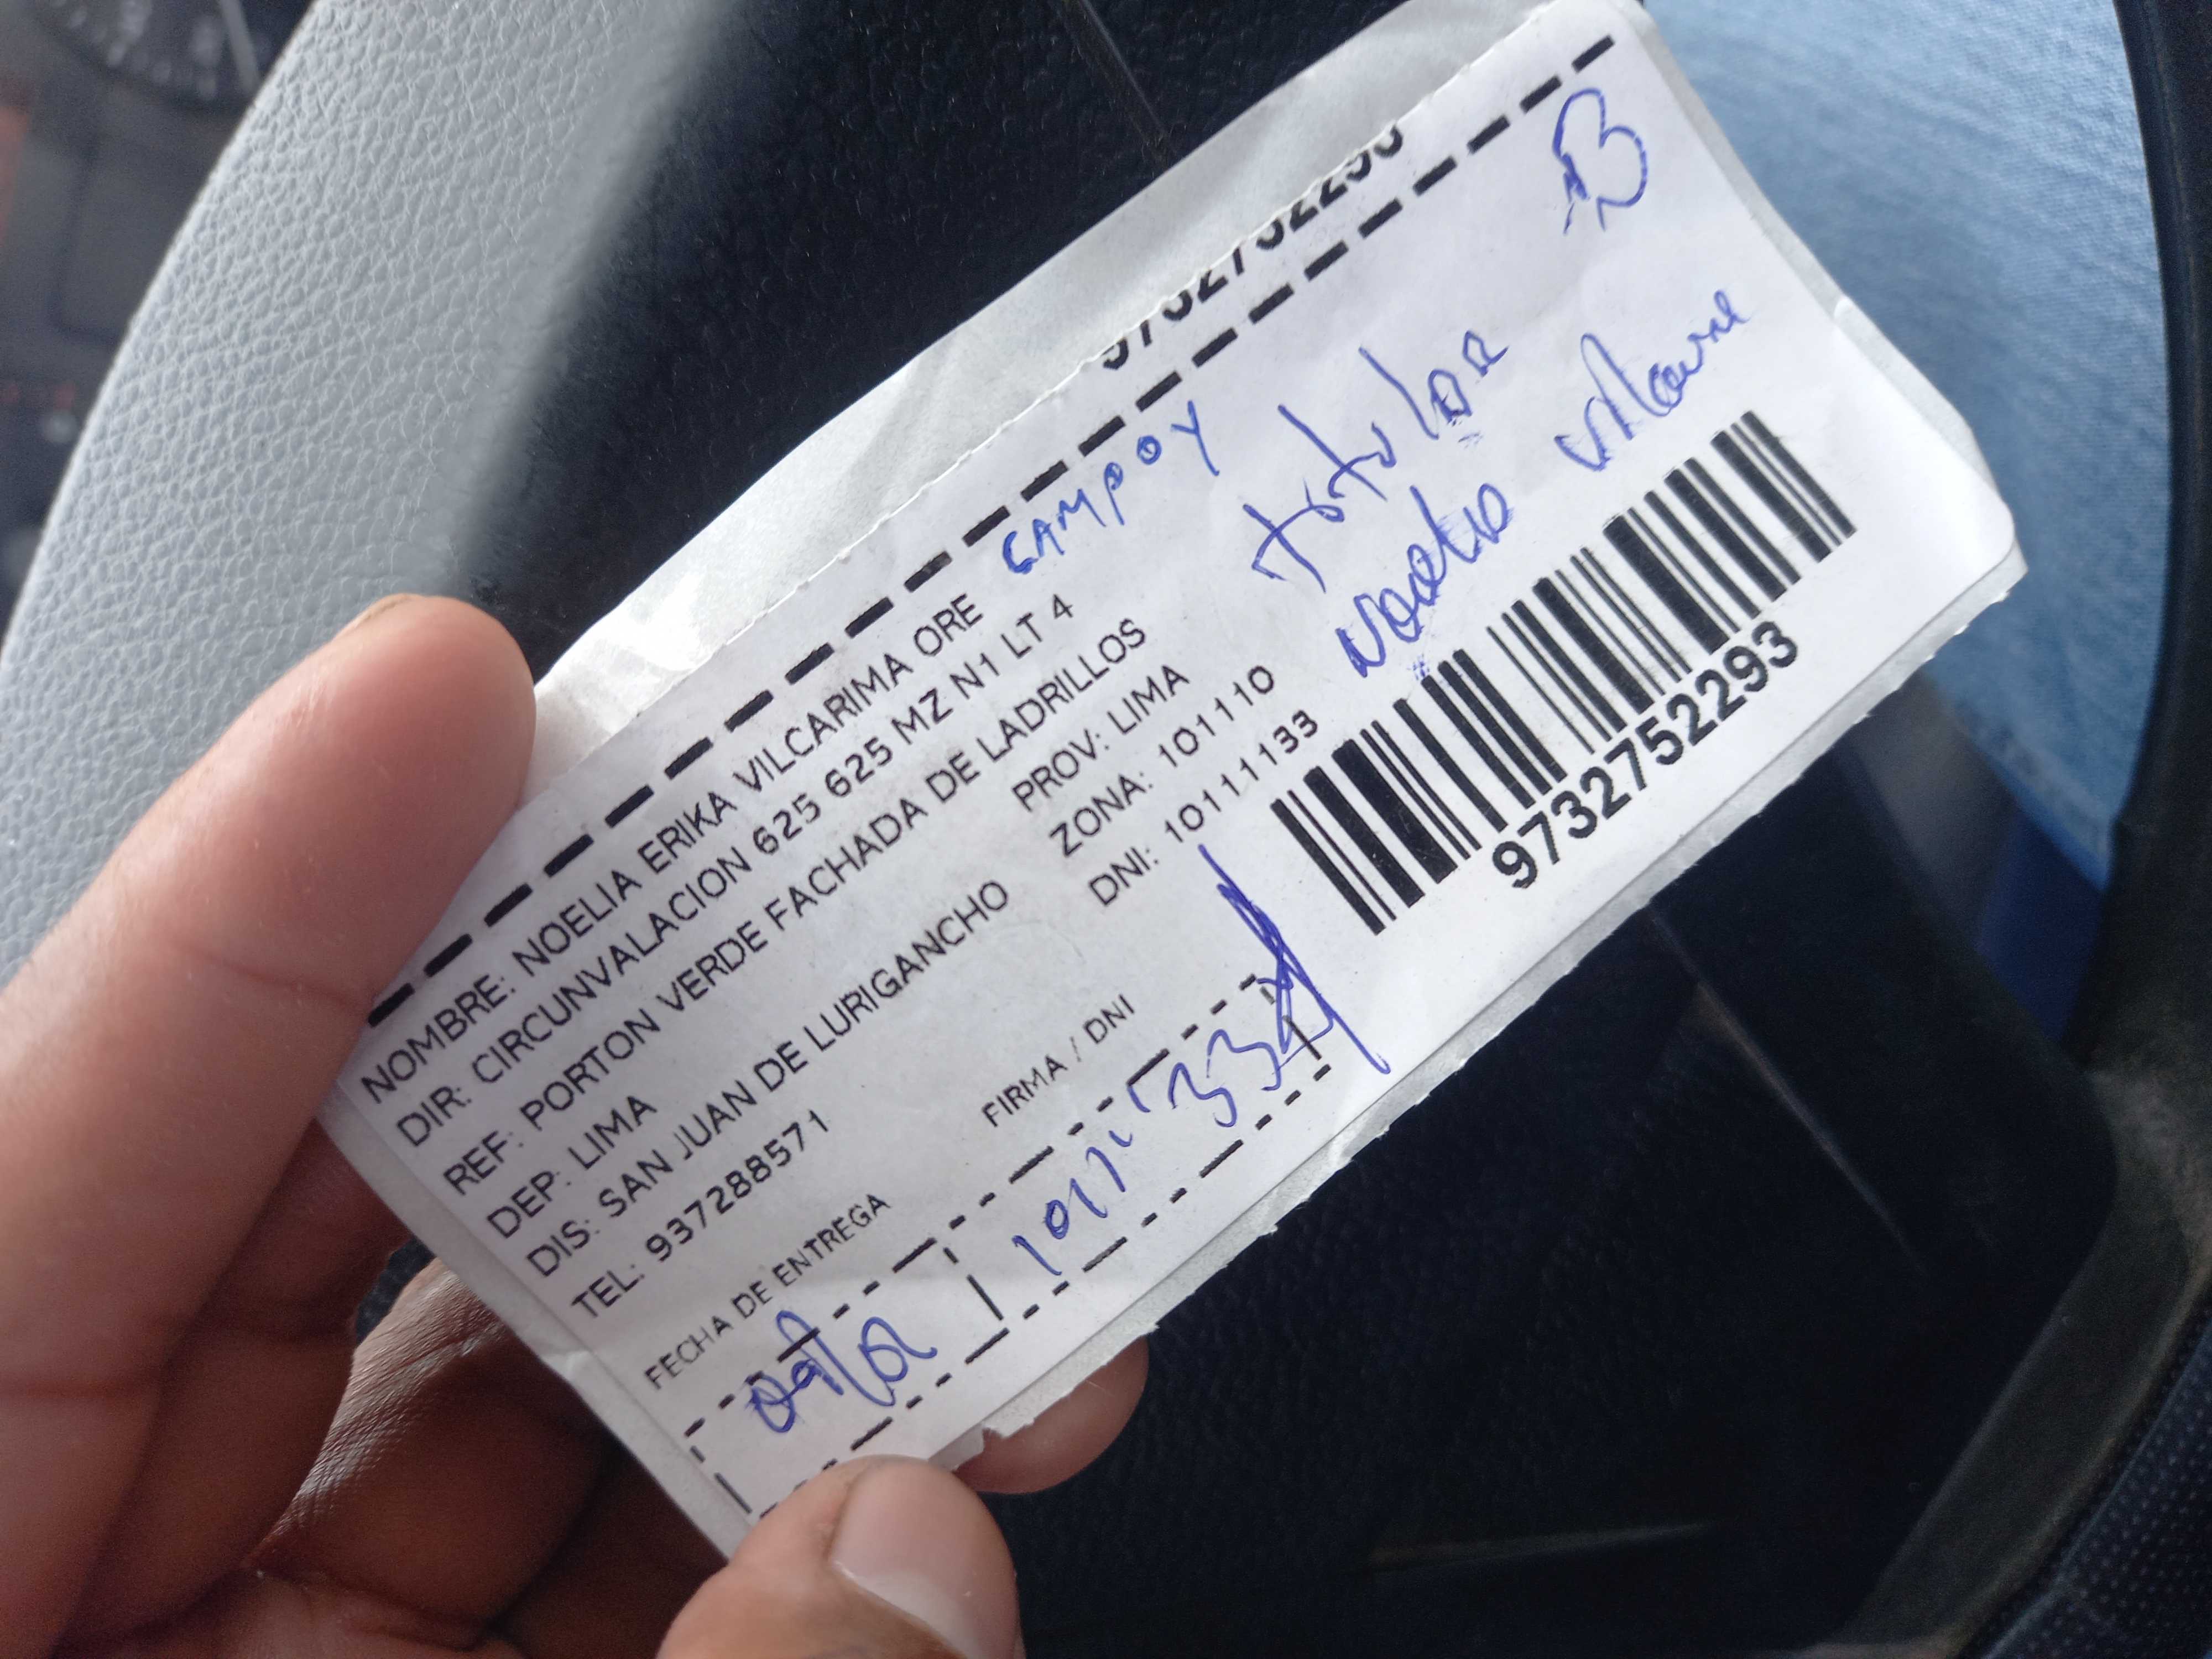 CAMPOY
NOMBRE: NOELIA ERIKA VILCARIMA ORE
DIR: CIRCUNVALACION 625 625 MZ N1 LT 4
REF: PORTON VERDE FACHADA DE LADRILLOS
DEP: LIMA PROV: LIMA
DIS: SAN JUAN DE LURIGANCHO ZONA: 101110
TEL: 937288571 DNI: 10111133
titular
Noelia
9732752293
FECHA DE ENTREGA FIRMA / DNI